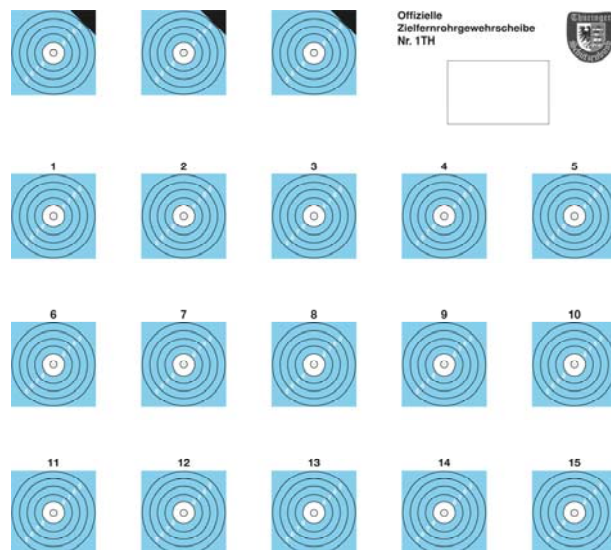 Offizielle
Zielfernrohrgewehrscheibe
Nr. 1TH
Thüringer
1 2 3 4 5
6 7 8 9 10
11 12 13 14 15